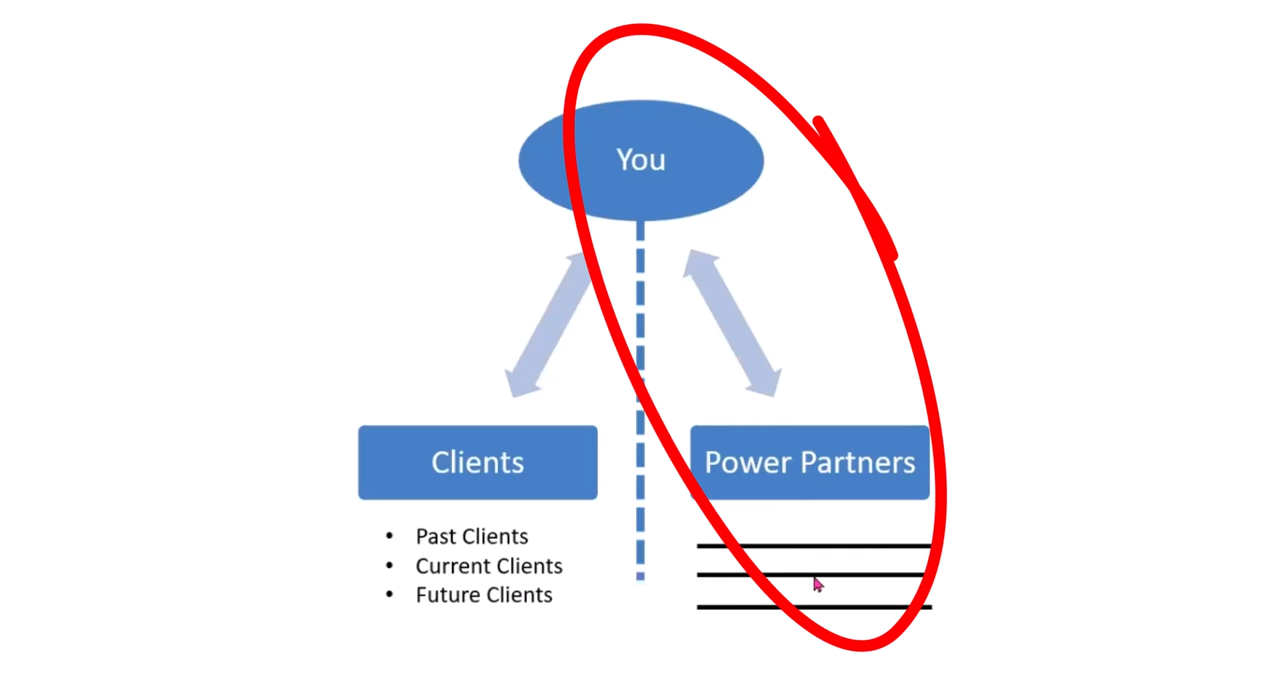 You
Clients
Power Partners
• Past Clients
• Current Clients
• Future Clients